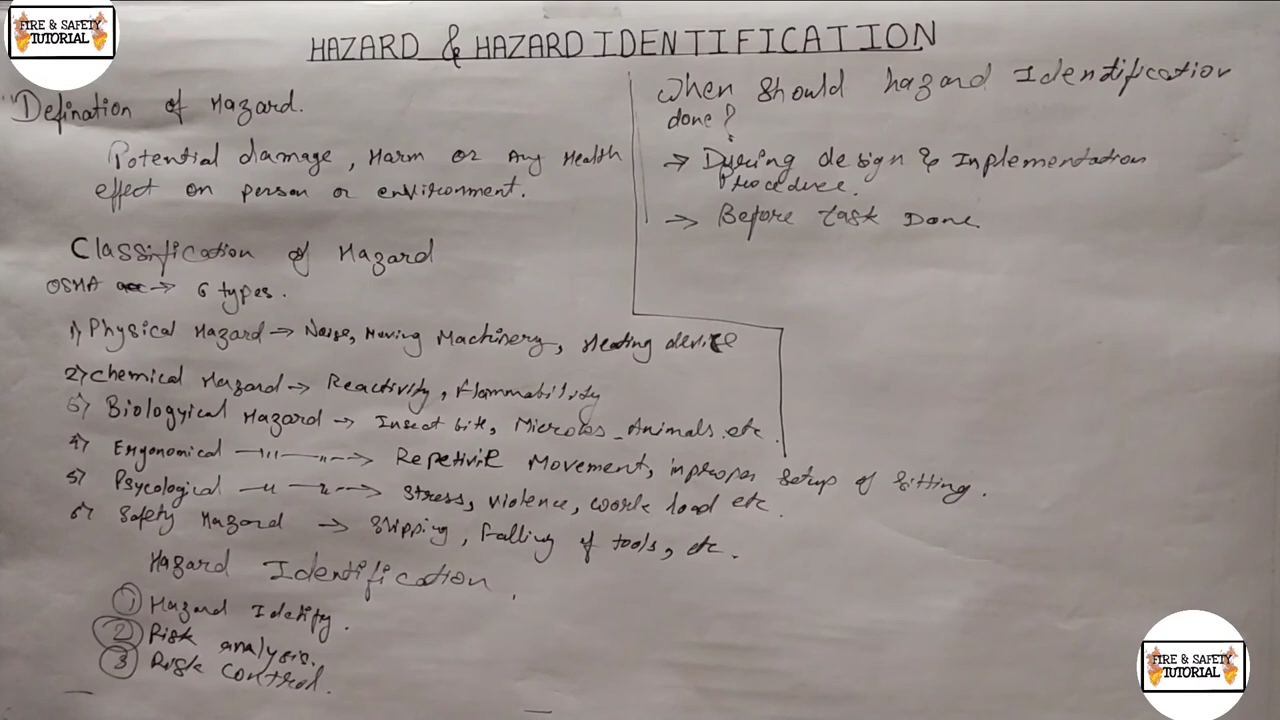 FIRE & SAFETY
TUTORIAL
HAZARD & HAZARD IDENTIFICATION
Defination of Hazard.
Potential damage, Harm or Any Health
effect on person or environment.
Classification of Hazard
OSHA → 6 types.
1) Physical Hazard → Noise, Moving Machinery, Heating device
2) Chemical Hazard → Reactivity, Flammability
3) Biologyical Hazard → Insect bite, Microbes, Animals etc.
4) Ergonomical —"— —"—> Repetitive Movement, improper setup of sitting.
5) Psycological —"— —"—> Stress, violence, work load etc.
6) Safety Hazard → Slipping, falling of tools, etc.
Hazard Identification
① Hazard Idetify.
② Risk analysis.
③ Risk control.
When Should hazard Identification
done?
→ During design & Inplementation
Procedure.
→ Before task Done
FIRE & SAFETY
TUTORIAL